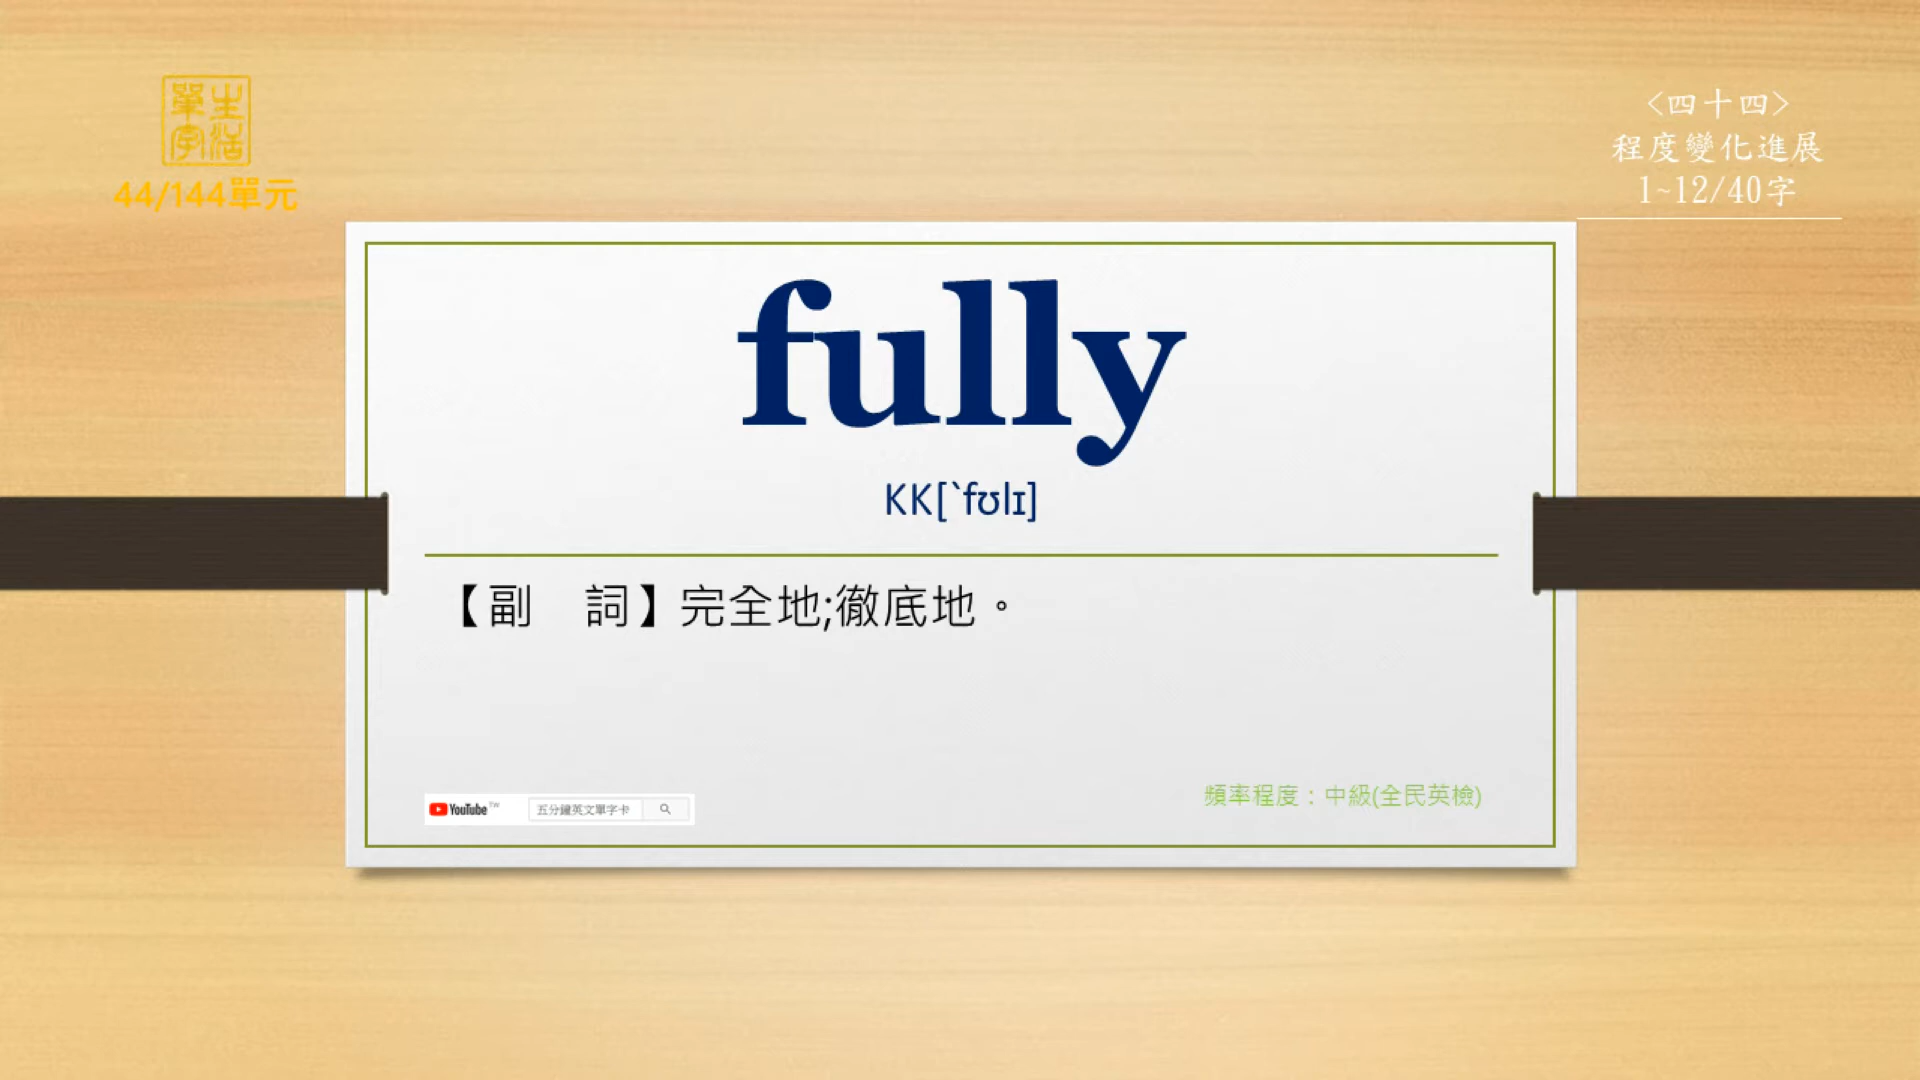 生活
單字
44/144單元
<四十四>
程度變化進展
1~12/40字
fully
KK[ˋfʊlɪ]
【副　詞】完全地;徹底地。
YouTube TW
五分鐘英文單字卡
頻率程度：中級(全民英檢)